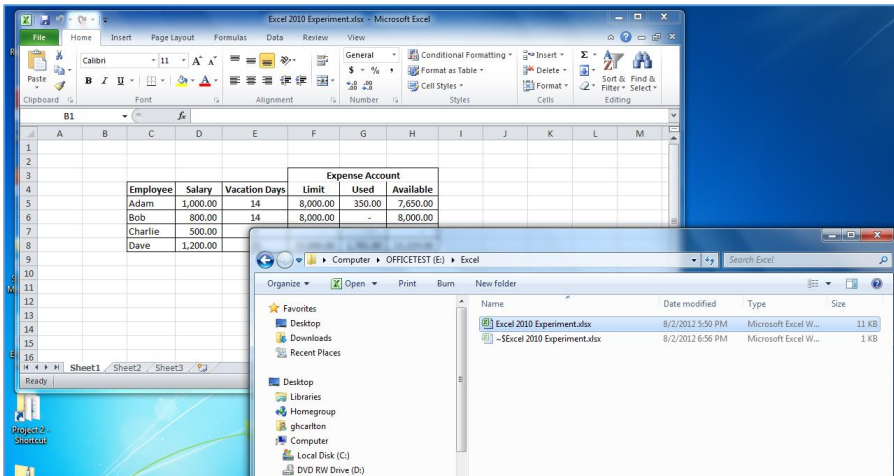 Excel 2010 Experiment.xlsx - Microsoft Excel
File Home Insert Page Layout Formulas Data Review View
Calibri 11 A A General Conditional Formatting Insert Σ
Paste B I U A $ % , Format as Table Delete Sort & Find &
Cell Styles Format Filter Select
Clipboard Font Alignment Number Styles Cells Editing
B1 fx
A B C D E F G H I J K L M
1
2
3 Expense Account
4 Employee Salary Vacation Days Limit Used Available
5 Adam 1,000.00 14 8,000.00 350.00 7,650.00
6 Bob 800.00 14 8,000.00 - 8,000.00
7 Charlie 500.00
8 Dave 1,200.00
9
10
11
12
13
14
15
16
Sheet1 Sheet2 Sheet3
Ready
Computer OFFICETEST (E:) Excel Search Excel
Organize Open Print Burn New folder
Favorites
Desktop
Downloads
Recent Places
Desktop
Libraries
Homegroup
ghcarlton
Computer
Local Disk (C:)
DVD RW Drive (D:)
Name Date modified Type Size
Excel 2010 Experiment.xlsx 8/2/2012 5:50 PM Microsoft Excel W... 11 KB
~$Excel 2010 Experiment.xlsx 8/2/2012 6:56 PM Microsoft Excel W... 1 KB
Project 2 -
Shortcut